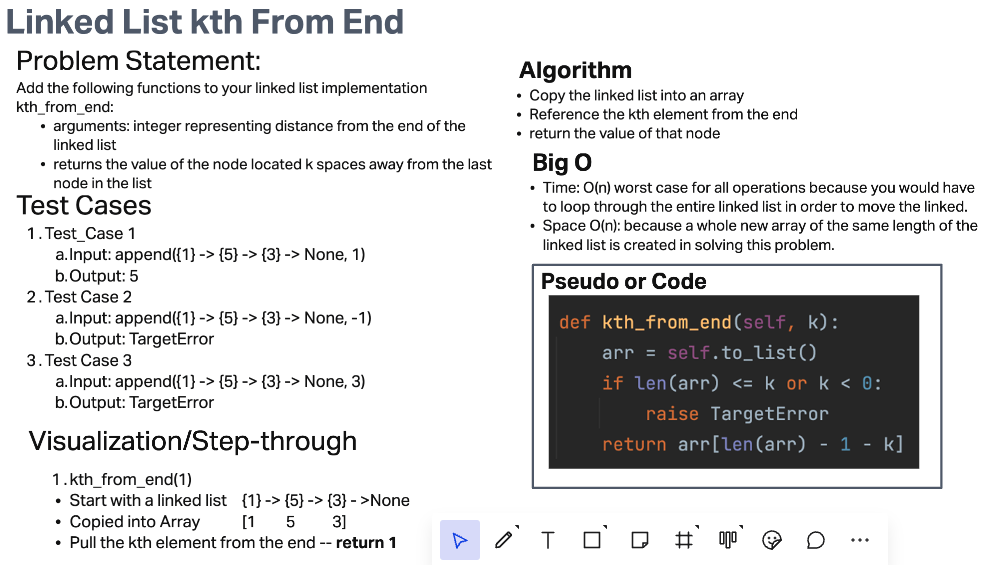 Linked List kth From End
Problem Statement:
Add the following functions to your linked list implementation
kth_from_end:
• arguments: integer representing distance from the end of the
linked list
• returns the value of the node located k spaces away from the last
node in the list
Test Cases
1. Test_Case 1
a. Input: append({1} -> {5} -> {3} -> None, 1)
b. Output: 5
2. Test Case 2
a. Input: append({1} -> {5} -> {3} -> None, -1)
b. Output: TargetError
3. Test Case 3
a. Input: append({1} -> {5} -> {3} -> None, 3)
b. Output: TargetError
Visualization/Step-through
1. kth_from_end(1)
• Start with a linked list {1} -> {5} -> {3} - >None
• Copied into Array [1 5 3]
• Pull the kth element from the end -- return 1
Algorithm
• Copy the linked list into an array
• Reference the kth element from the end
• return the value of that node
Big O
• Time: O(n) worst case for all operations because you would have
to loop through the entire linked list in order to move the linked.
• Space O(n): because a whole new array of the same length of the
linked list is created in solving this problem.
Pseudo or Code
def kth_from_end(self, k):
arr = self.to_list()
if len(arr) <= k or k < 0:
raise TargetError
return arr[len(arr) - 1 - k]